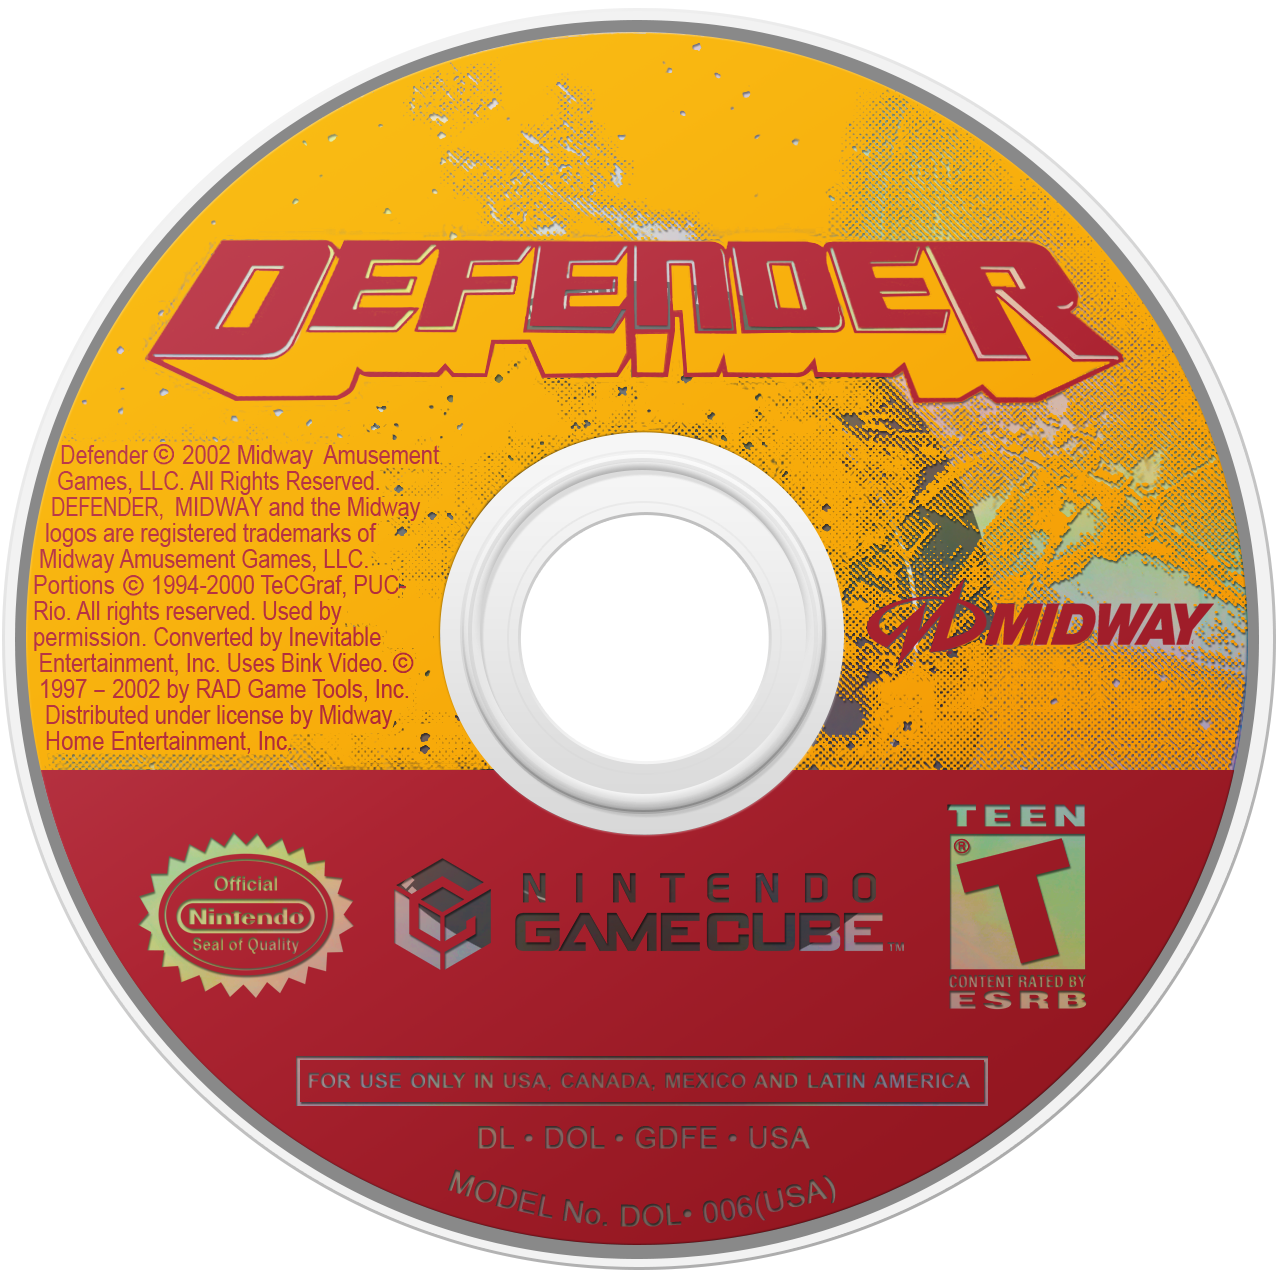 DEFENDER
Defender © 2002 Midway Amusement
Games, LLC. All Rights Reserved.
DEFENDER, MIDWAY and the Midway
logos are registered trademarks of
Midway Amusement Games, LLC.
Portions © 1994-2000 TeCGraf, PUC-
Rio. All rights reserved. Used by
permission. Converted by Inevitable
Entertainment, Inc. Uses Bink Video. ©
1997 – 2002 by RAD Game Tools, Inc.
Distributed under license by Midway
Home Entertainment, Inc.
MIDWAY
Official
Nintendo
Seal of Quality
NINTENDO
GAMECUBE™
TEEN
®
T
CONTENT RATED BY
ESRB
FOR USE ONLY IN USA, CANADA, MEXICO AND LATIN AMERICA
DL • DOL • GDFE • USA
MODEL No. DOL• 006(USA)